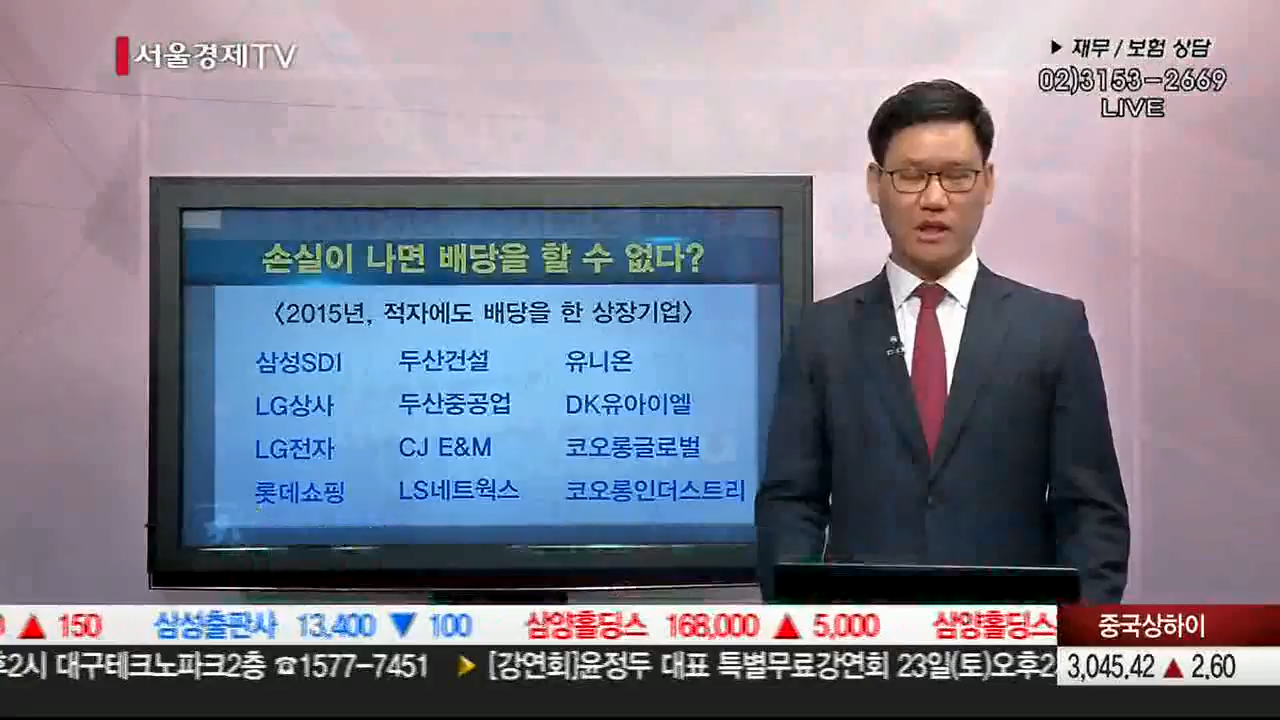 서울경제TV
▶ 재무/보험 상담
02)3153-2669
LIVE
손실이 나면 배당을 할 수 없다?
<2015년, 적자에도 배당을 한 상장기업>
삼성SDI 두산건설 유니온
LG상사 두산중공업 DK유아이엘
LG전자 CJ E&M 코오롱글로벌
롯데쇼핑 LS네트웍스 코오롱인더스트리
▲ 150 삼성출판사 13,400 ▼ 100 삼양홀딩스 168,000 ▲ 5,000 삼양홀딩스
중국상하이
2시 대구테크노파크2층 ☎1577-7451 ▶ [강연회]윤정두 대표 특별무료강연회 23일(토)오후2
3,045.42 ▲ 2.60